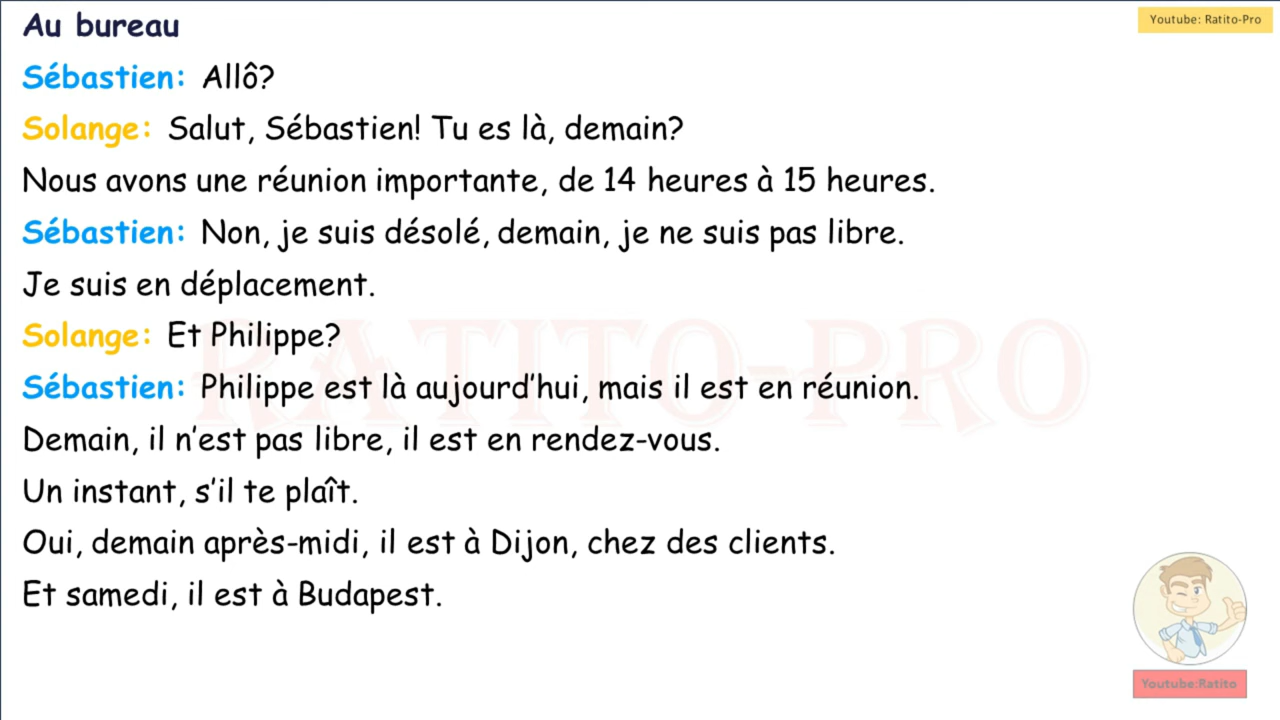 Au bureau
Youtube: Ratito-Pro
Sébastien: Allô?
Solange: Salut, Sébastien! Tu es là, demain?
Nous avons une réunion importante, de 14 heures à 15 heures.
Sébastien: Non, je suis désolé, demain, je ne suis pas libre.
Je suis en déplacement.
Solange: Et Philippe?
RATITO-PRO
Sébastien: Philippe est là aujourd'hui, mais il est en réunion.
Demain, il n'est pas libre, il est en rendez-vous.
Un instant, s'il te plaît.
Oui, demain après-midi, il est à Dijon, chez des clients.
Et samedi, il est à Budapest.
Youtube:Ratito